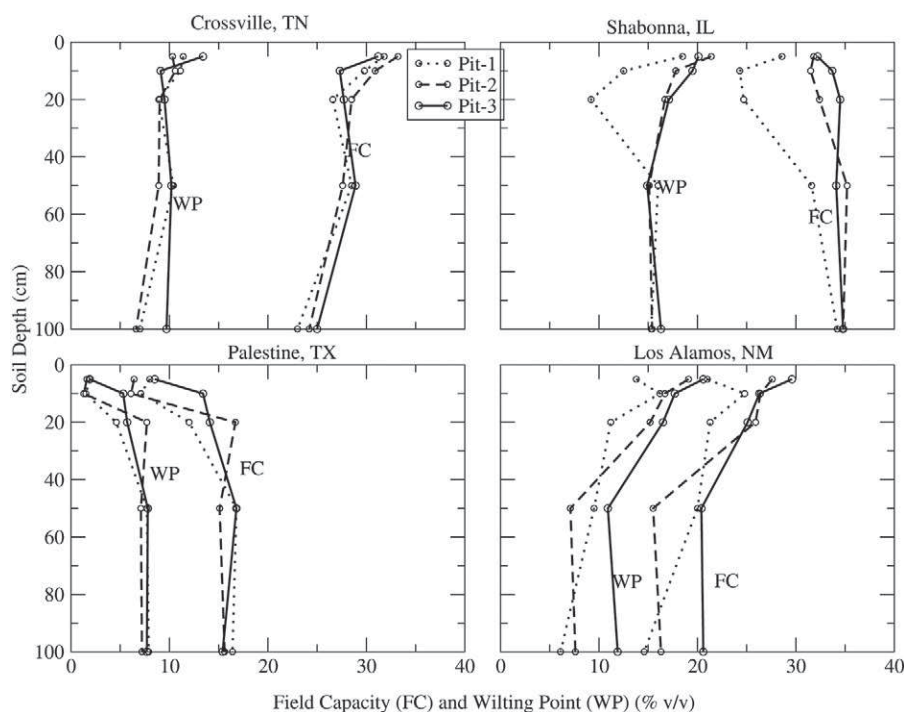 Crossville, TN
Shabonna, IL
0
20
40
60
80
100
Pit-1
Pit-2
Pit-3
WP
FC
WP
FC
Soil Depth (cm)
Palestine, TX
Los Alamos, NM
0
20
40
60
80
100
WP
FC
WP
FC
0 10 20 30 40 0 10 20 30 40
Field Capacity (FC) and Wilting Point (WP) (% v/v)